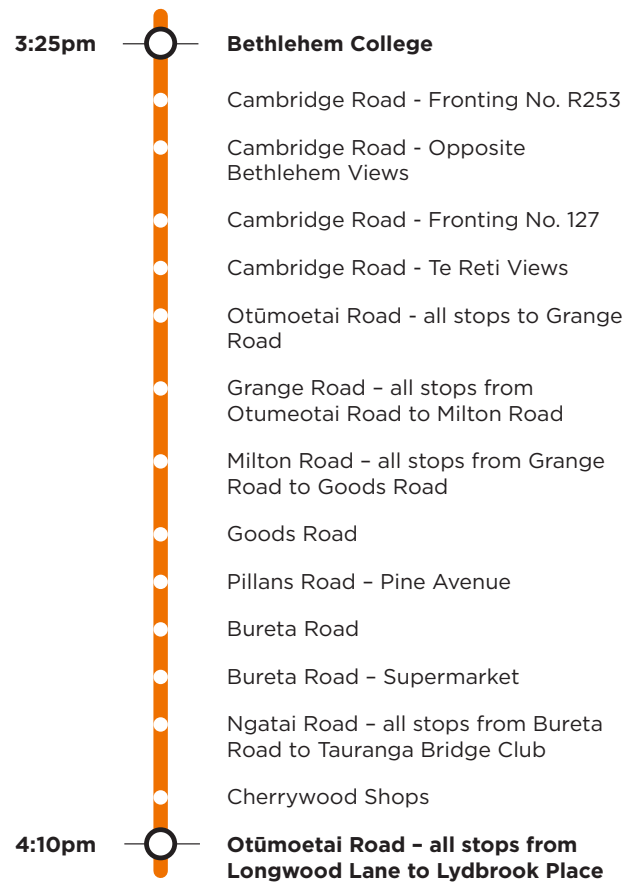 3:25pm Bethlehem College
Cambridge Road - Fronting No. R253
Cambridge Road - Opposite
Bethlehem Views
Cambridge Road - Fronting No. 127
Cambridge Road - Te Reti Views
Otūmoetai Road - all stops to Grange
Road
Grange Road – all stops from
Otumeotai Road to Milton Road
Milton Road – all stops from Grange
Road to Goods Road
Goods Road
Pillans Road – Pine Avenue
Bureta Road
Bureta Road – Supermarket
Ngatai Road – all stops from Bureta
Road to Tauranga Bridge Club
Cherrywood Shops
4:10pm Otūmoetai Road – all stops from
Longwood Lane to Lydbrook Place